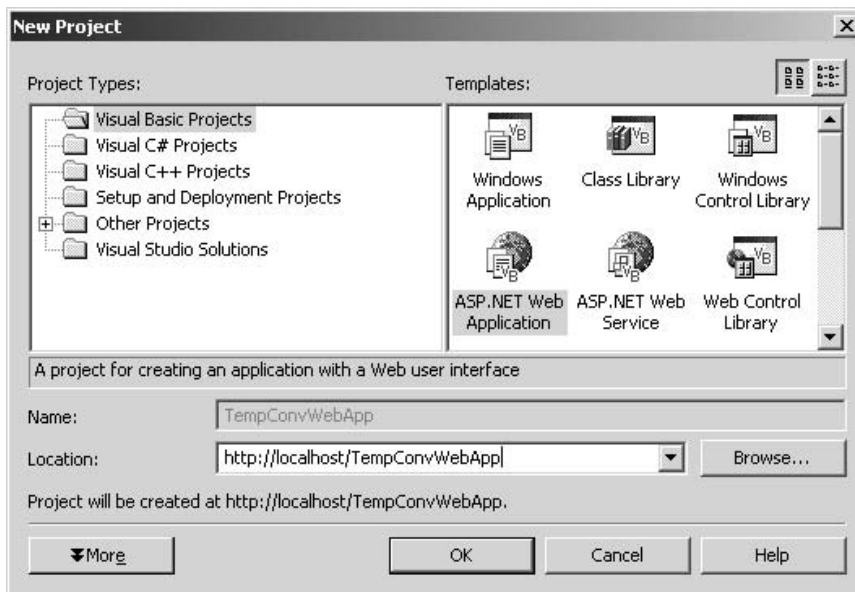 New Project
Project Types:
Templates:
Visual Basic Projects
Visual C# Projects
Visual C++ Projects
Setup and Deployment Projects
Other Projects
Visual Studio Solutions
Windows
Application
Class Library
Windows
Control Library
ASP.NET Web
Application
ASP.NET Web
Service
Web Control
Library
A project for creating an application with a Web user interface
Name:
TempConvWebApp
Location:
http://localhost/TempConvWebApp
Browse...
Project will be created at http://localhost/TempConvWebApp.
More
OK
Cancel
Help